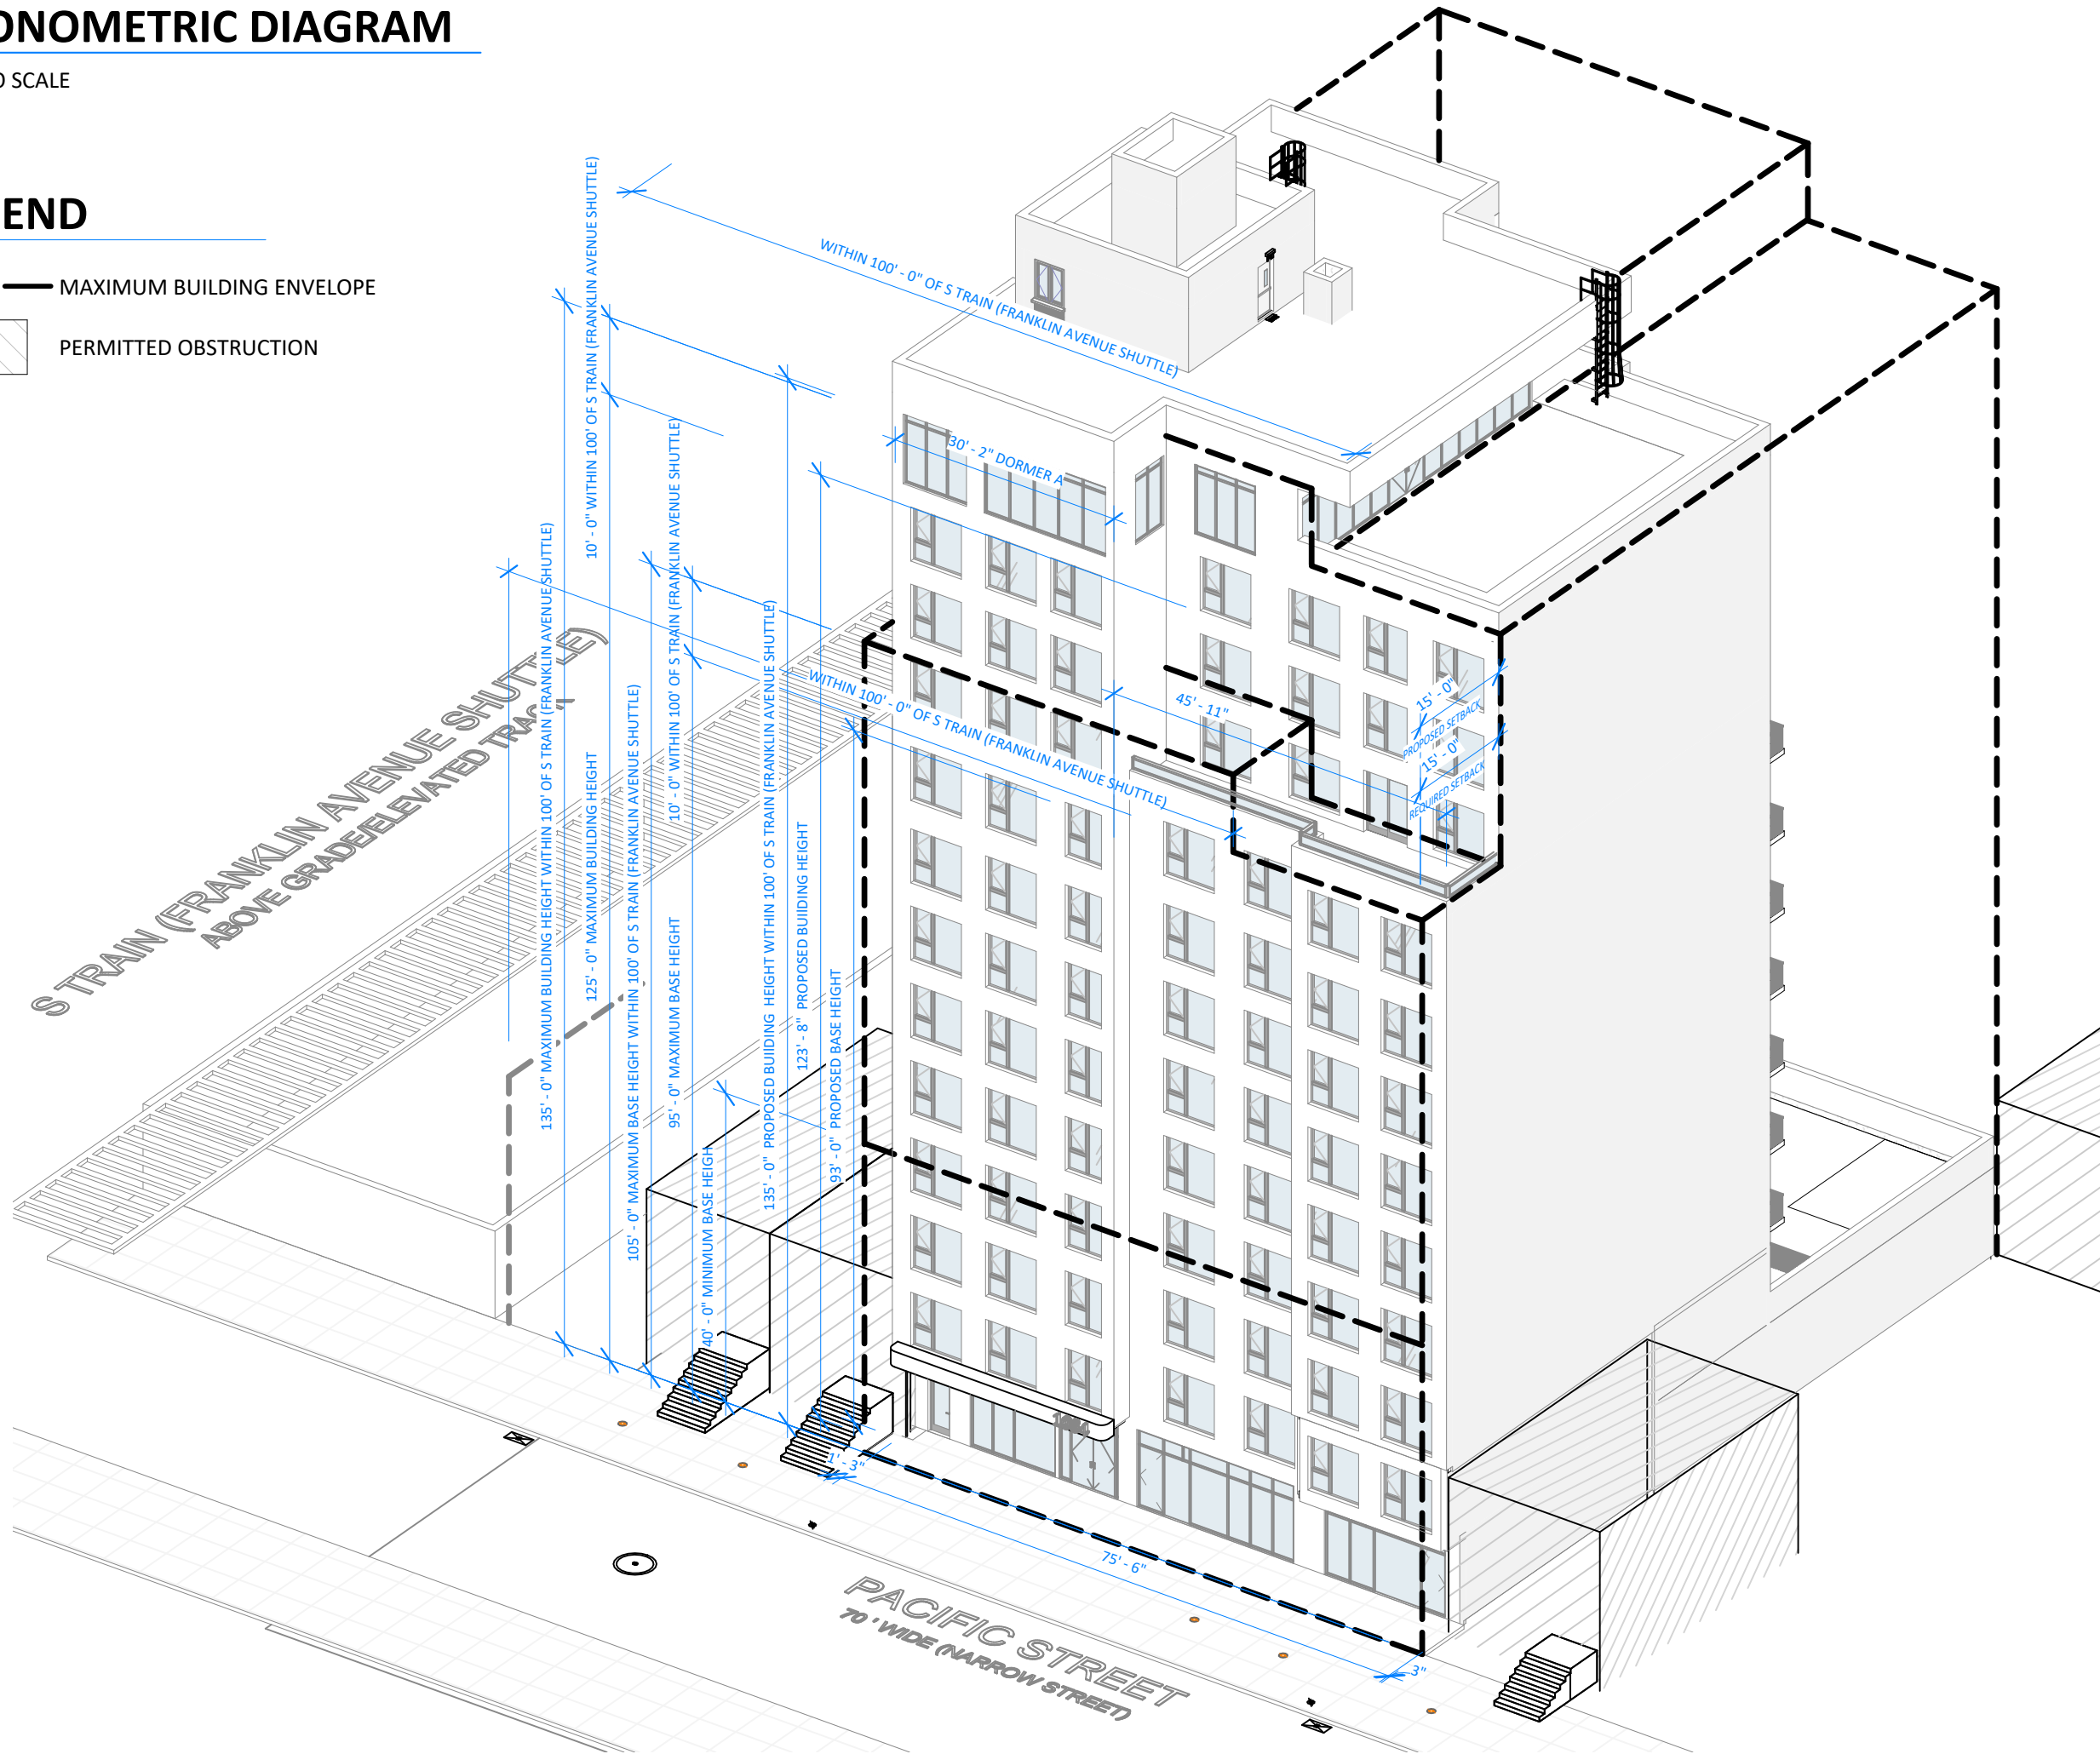 ONOMETRIC DIAGRAM
O SCALE
END
MAXIMUM BUILDING ENVELOPE
PERMITTED OBSTRUCTION
WITHIN 100' - 0" OF S TRAIN (FRANKLIN AVENUE SHUTTLE)
10' - 0" WITHIN 100' OF S TRAIN (FRANKLIN AVENUE SHUTTLE)
30' - 2" DORMER A
10' - 0" WITHIN 100' OF S TRAIN (FRANKLIN AVENUE SHUTTLE)
135' - 0" MAXIMUM BUILDING HEIGHT WITHIN 100' OF S TRAIN (FRANKLIN AVENUE SHUTTLE)
125' - 0" MAXIMUM BUILDING HEIGHT
105' - 0" MAXIMUM BASE HEIGHT WITHIN 100' OF S TRAIN (FRANKLIN AVENUE SHUTTLE)
95' - 0" MAXIMUM BASE HEIGHT
40' - 0" MINIMUM BASE HEIGH
135' - 0" PROPOSED BUIlDING HEIGHT WITHIN 100' OF S TRAIN (FRANKLIN AVENUE SHUTTLE)
123' - 8" PROPOSED BUILDING HEIGHT
93' - 0" PROPOSED BASE HEIGHT
WITHIN 100' - 0" OF S TRAIN (FRANKLIN AVENUE SHUTTLE)
45' - 11"
15' - 0"
PROPOSED SETBACK
15' - 0"
REQUIRED SETBACK
S TRAIN (FRANKLIN AVENUE SHUTTLE)
ABOVE GRADE/ELEVATED TRACK
1' - 3"
75' - 6"
3"
PACIFIC STREET
70 ' WIDE (NARROW STREET)